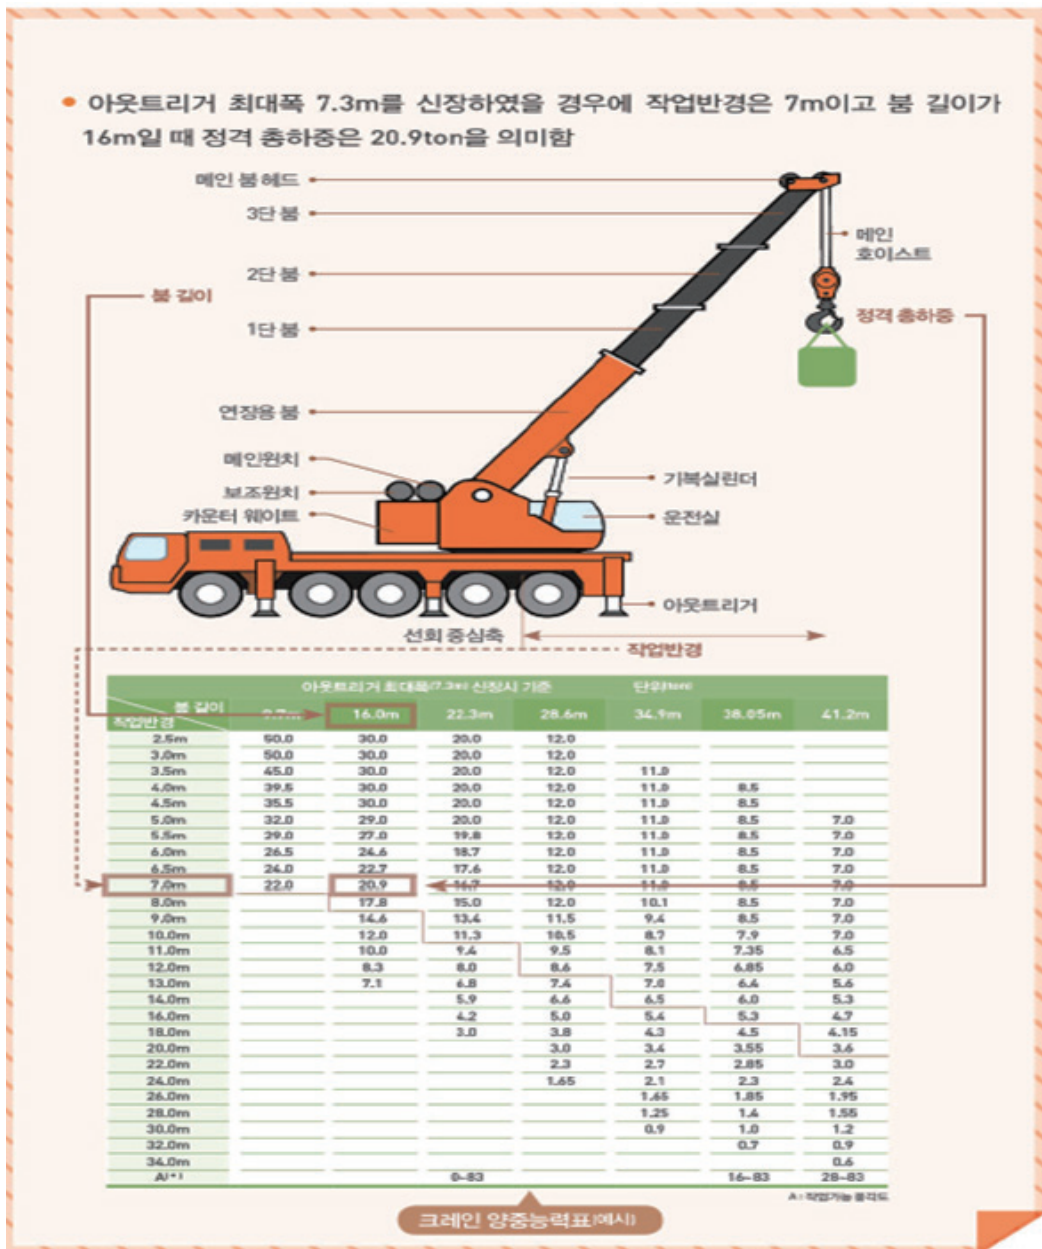 • 아웃트리거 최대폭 7.3m를 신장하였을 경우에 작업반경은 7m이고 붐 길이가
16m일 때 정격 총하중은 20.9ton을 의미함
메인 붐 헤드
3단 붐
메인
호이스트
2단 붐
붐 길이
정격 총하중
1단 붐
연장용 붐
메인윈치
기복실린더
보조윈치
카운터 웨이트
운전실
아웃트리거
선회 중심축
작업반경
아웃트리거 최대폭(7.3m) 신장시 기준 단위(ton)
붐 길이
작업반경
9.7m 16.0m 22.3m 28.6m 34.9m 38.05m 41.2m
2.5m 50.0 30.0 20.0 12.0
3.0m 50.0 30.0 20.0 12.0
3.5m 45.0 30.0 20.0 12.0 11.0
4.0m 39.5 30.0 20.0 12.0 11.0 8.5
4.5m 35.5 30.0 20.0 12.0 11.0 8.5
5.0m 32.0 29.0 20.0 12.0 11.0 8.5 7.0
5.5m 29.0 27.0 19.8 12.0 11.0 8.5 7.0
6.0m 26.5 24.6 18.7 12.0 11.0 8.5 7.0
6.5m 24.0 22.7 17.6 12.0 11.0 8.5 7.0
7.0m 22.0 20.9 16.7 12.0 11.0 8.5 7.0
8.0m 17.8 15.0 12.0 10.1 8.5 7.0
9.0m 14.6 13.4 11.5 9.4 8.5 7.0
10.0m 12.0 11.3 10.5 8.7 7.9 7.0
11.0m 10.0 9.4 9.5 8.1 7.35 6.5
12.0m 8.3 8.0 8.6 7.5 6.85 6.0
13.0m 7.1 6.8 7.4 7.0 6.4 5.6
14.0m 5.9 6.6 6.5 6.0 5.3
16.0m 4.2 5.0 5.4 5.3 4.7
18.0m 3.0 3.8 4.3 4.5 4.15
20.0m 3.0 3.4 3.55 3.6
22.0m 2.3 2.7 2.85 3.0
24.0m 1.65 2.1 2.3 2.4
26.0m 1.65 1.85 1.95
28.0m 1.25 1.4 1.55
30.0m 0.9 1.0 1.2
32.0m 0.7 0.9
34.0m 0.6
A(*) 0~83 16~83 28~83
A : 작업가능 붐각도
크레인 양중능력표(예시)